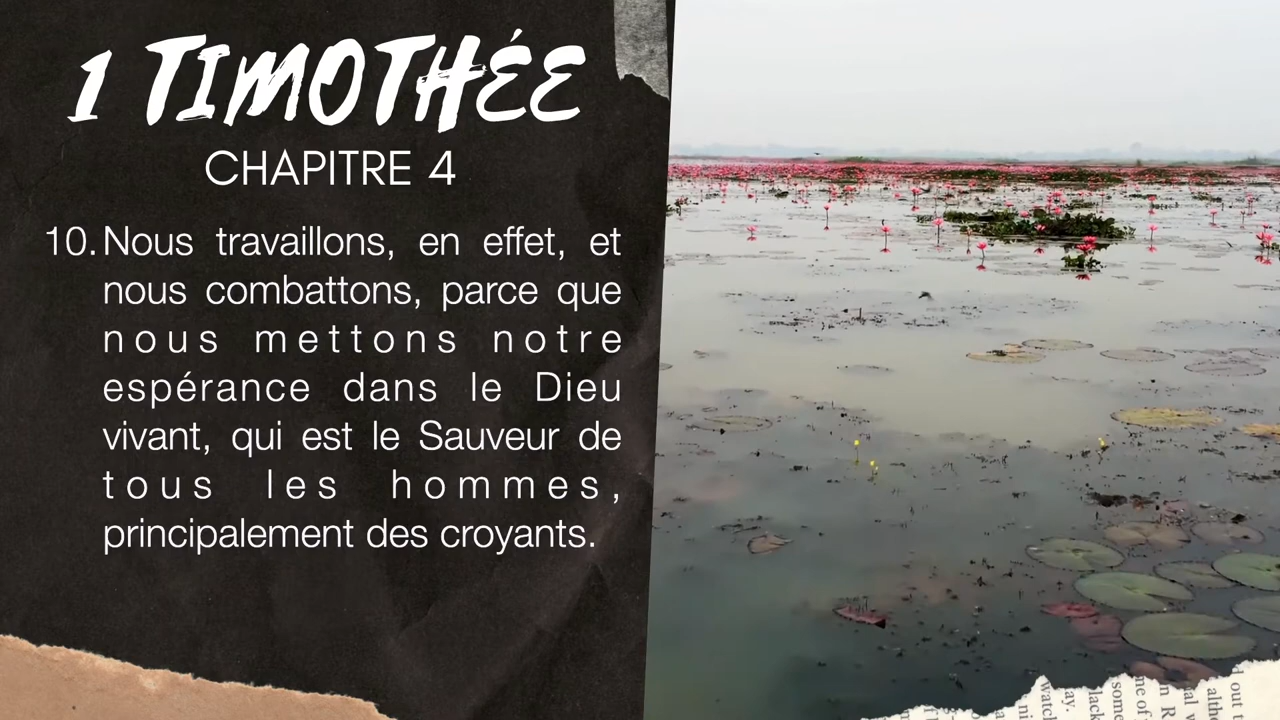 1 TIMOTHÉE
CHAPITRE 4
10. Nous travaillons, en effet, et
nous combattons, parce que
nous mettons notre
espérance dans le Dieu
vivant, qui est le Sauveur de
tous les hommes,
principalement des croyants.